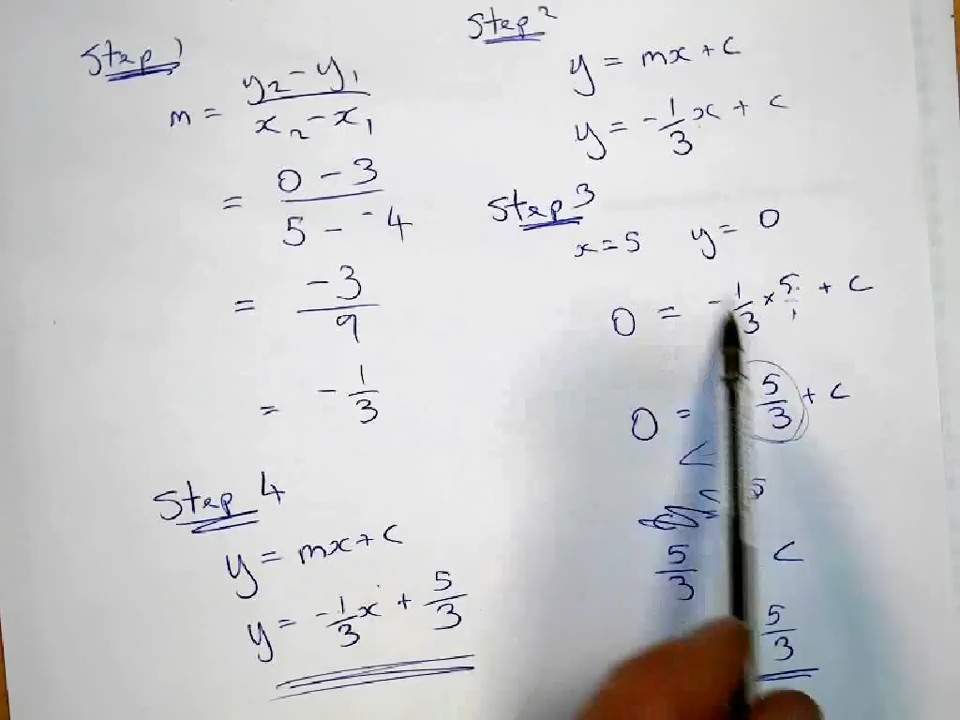 Step 1
m = y₂ - y₁ / x₂ - x₁
= 0 - 3 / 5 - ⁻4
= -3 / 9
= -1/3
Step 2
y = mx + c
y = -1/3 x + c
Step 3
x = 5 y = 0
0 = -1/3 × 5/1 + c
0 = 5/3 + c
5/3 c
5/3
Step 4
y = mx + c
y = -1/3 x + 5/3